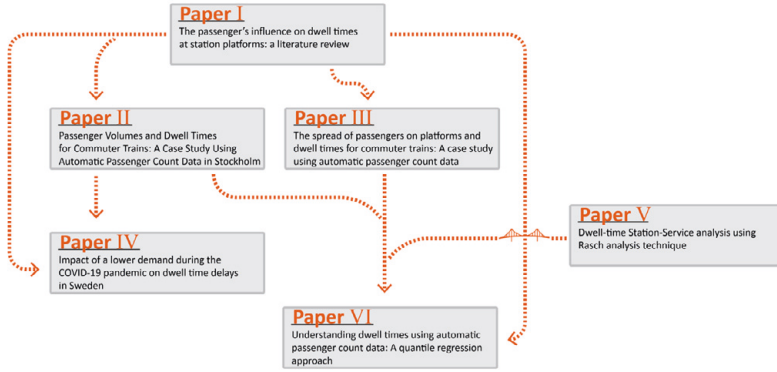 Paper I
The passenger's influence on dwell times
at station platforms: a literature review
Paper II
Passenger Volumes and Dwell Times
for Commuter Trains: A Case Study Using
Automatic Passenger Count Data in Stockholm
Paper III
The spread of passengers on platforms and
dwell times for commuter trains: A case study
using automatic passenger count data
Paper IV
Impact of a lower demand during the
COVID-19 pandemic on dwell time delays
in Sweden
Paper V
Dwell-time Station-Service analysis using
Rasch analysis technique
Paper VI
Understanding dwell times using automatic
passenger count data: A quantile regression
approach